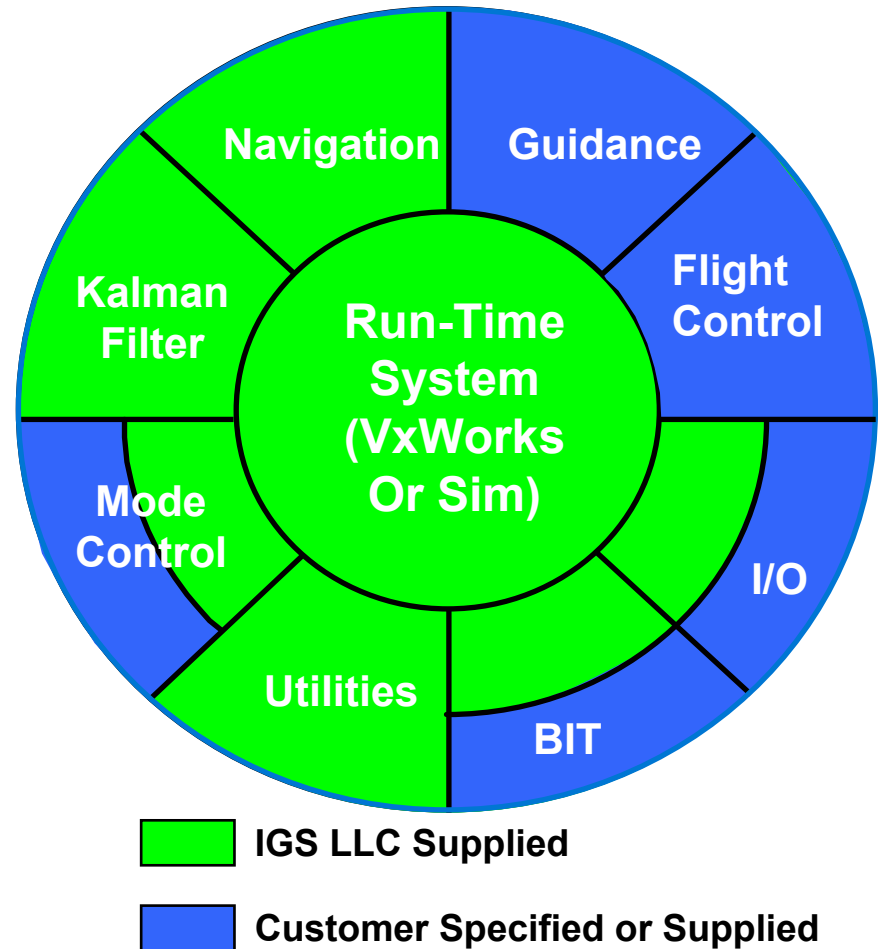 Navigation
Guidance
Kalman
Filter
Flight
Control
Run-Time
System
(VxWorks
Or Sim)
Mode
Control
I/O
Utilities
BIT
IGS LLC Supplied
Customer Specified or Supplied